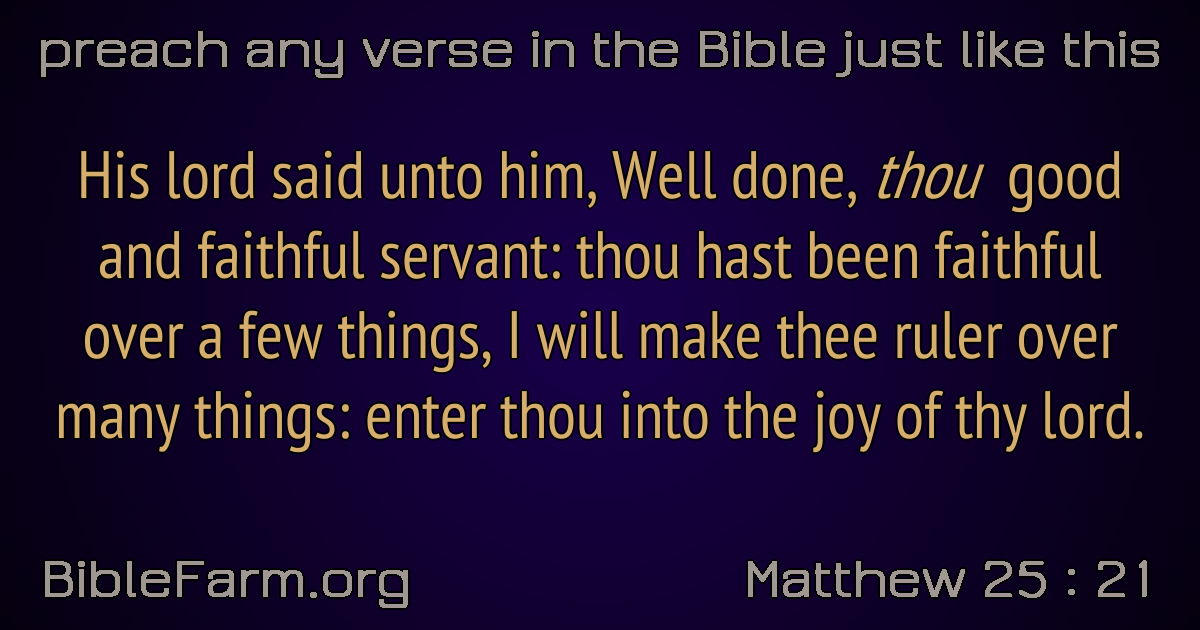 preach any verse in the Bible just like this
His lord said unto him, Well done, thou good
and faithful servant: thou hast been faithful
over a few things, I will make thee ruler over
many things: enter thou into the joy of thy lord.
BibleFarm.org
Matthew 25 : 21